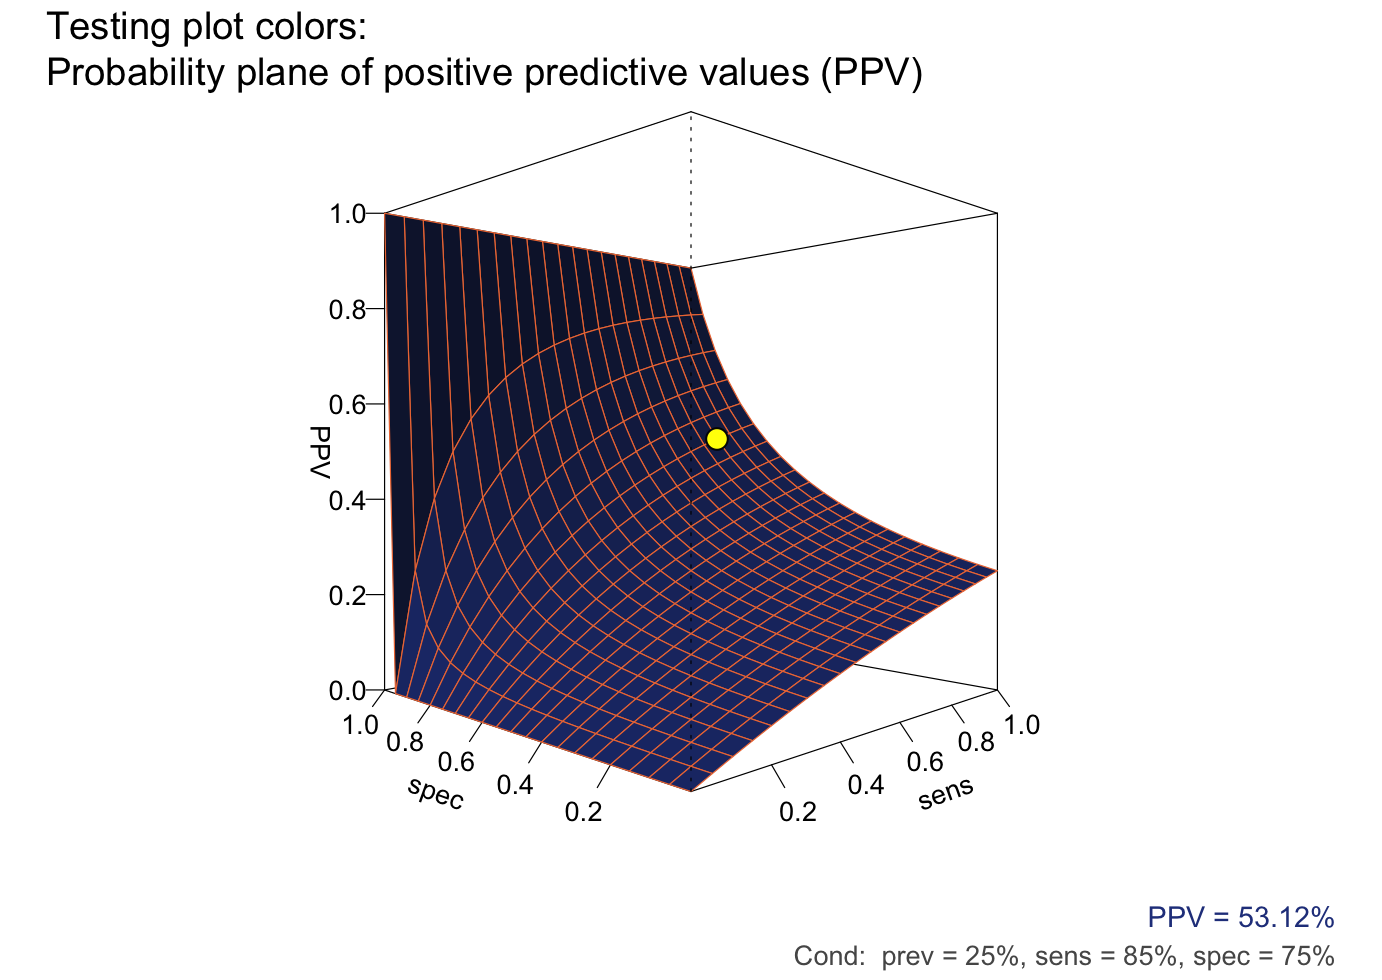 Testing plot colors:
Probability plane of positive predictive values (PPV)
1.0
0.8
0.6
0.4
0.2
0.0
PPV
1.0
0.8
0.6
0.4
0.2
spec
0.2
0.4
0.6
0.8
1.0
sens
PPV = 53.12%
Cond:  prev = 25%, sens = 85%, spec = 75%